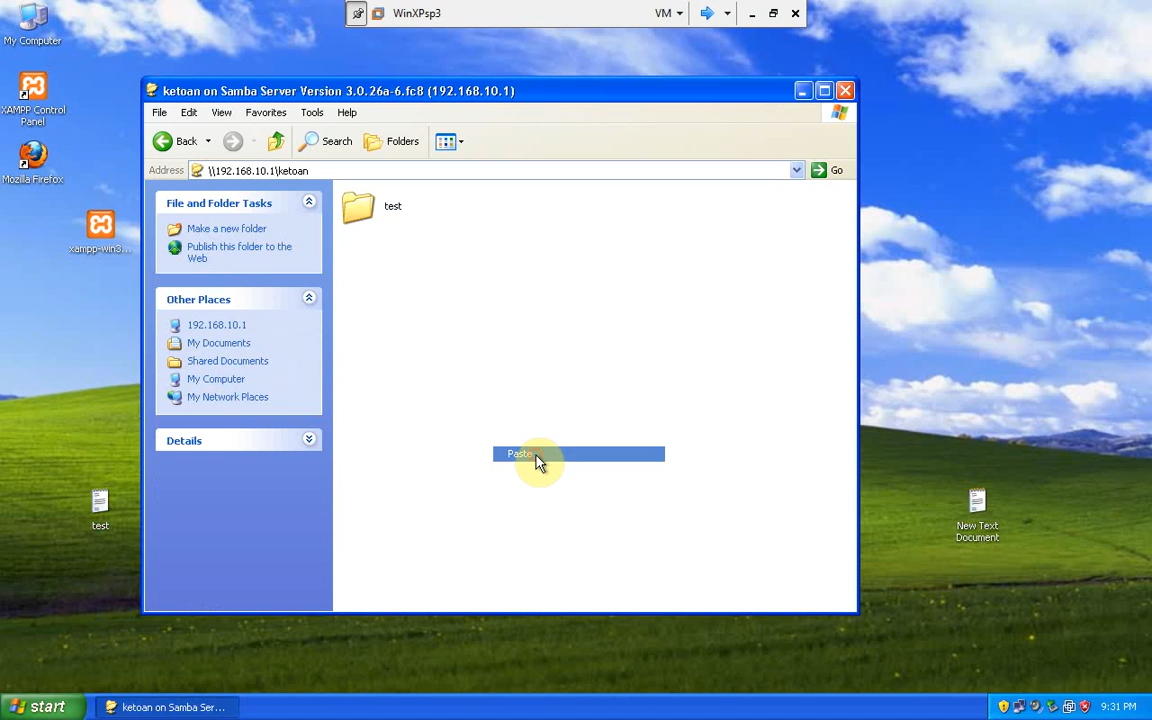 WinXPsp3
VM
My Computer
XAMPP Control
Panel
Mozilla Firefox
xampp-win3...
test
ketoan on Samba Server Version 3.0.26a-6.fc8 (192.168.10.1)
File Edit View Favorites Tools Help
Back Search Folders
Address \\192.168.10.1\ketoan Go
File and Folder Tasks
Make a new folder
Publish this folder to the
Web
Other Places
192.168.10.1
My Documents
Shared Documents
My Computer
My Network Places
Details
test
Paste
New Text
Document
start
ketoan on Samba Ser...
9:31 PM